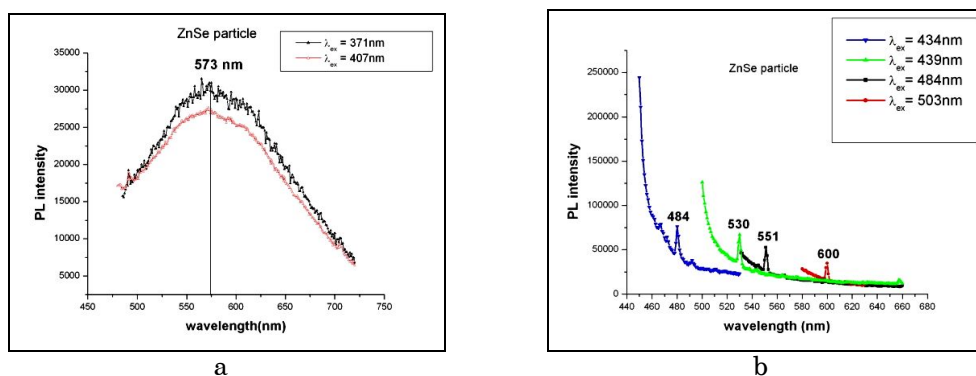 ZnSe particle
573 nm
λex = 371nm
λex = 407nm
35000
30000
25000
20000
15000
10000
5000
PL intensity
450 500 550 600 650 700 750
wavelength(nm)
a
ZnSe particle
λex = 434nm
λex = 439nm
λex = 484nm
λex = 503nm
250000
200000
150000
100000
50000
0
PL intensity
484
530
551
600
440 460 480 500 520 540 560 580 600 620 640 660 680
wavelength (nm)
b